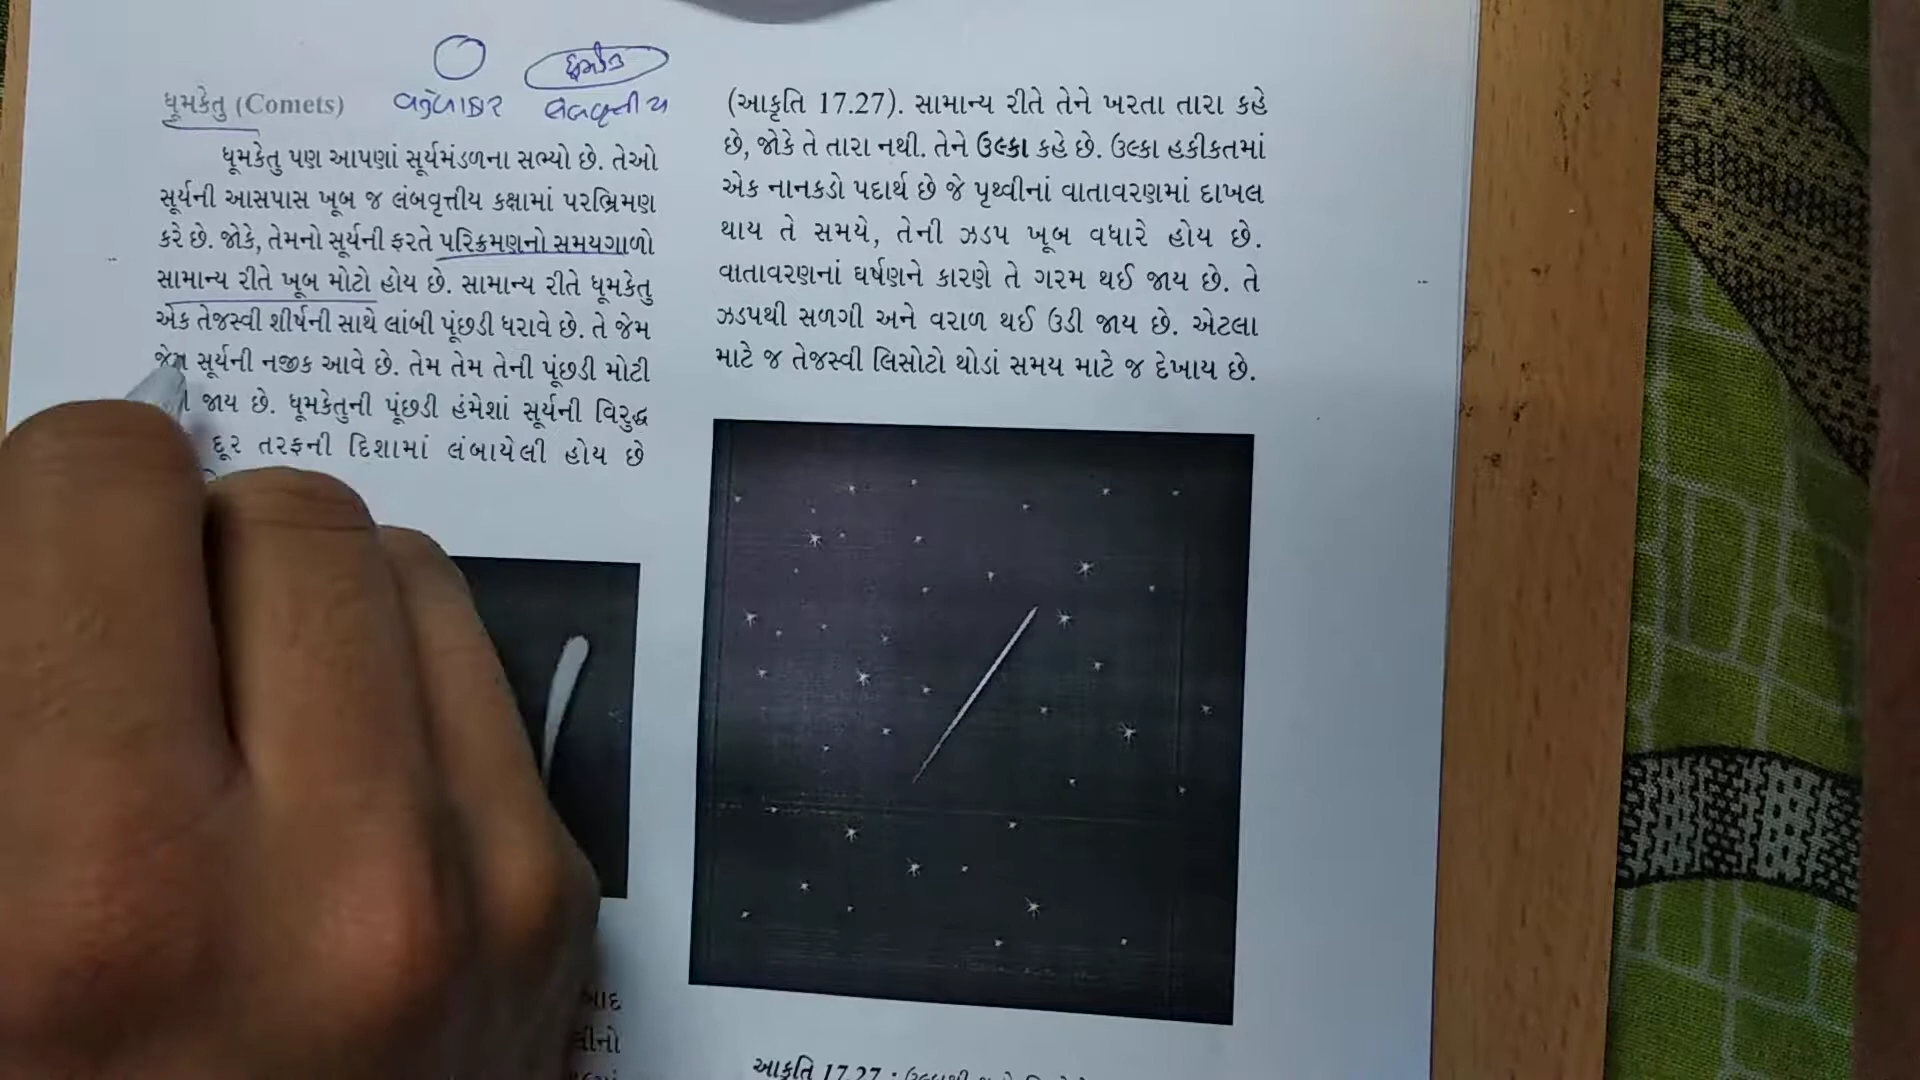 ધૂમકેતુ
વર્તુળાકાર લંબવૃત્તીય
ધૂમકેતુ (Comets)
ધૂમકેતુ પણ આપણાં સૂર્યમંડળના સભ્યો છે. તેઓ
સૂર્યની આસપાસ ખૂબ જ લંબવૃત્તીય કક્ષામાં પરભ્રિમણ
કરે છે. જોકે, તેમનો સૂર્યની ફરતે પરિક્રમણનો સમયગાળો
સામાન્ય રીતે ખૂબ મોટો હોય છે. સામાન્ય રીતે ધૂમકેતુ
એક તેજસ્વી શીર્ષની સાથે લાંબી પૂંછડી ધરાવે છે. તે જેમ
જેમ સૂર્યની નજીક આવે છે. તેમ તેમ તેની પૂંછડી મોટી
જાય છે. ધૂમકેતુની પૂંછડી હંમેશાં સૂર્યની વિરુદ્ધ
દૂર તરફની દિશામાં લંબાયેલી હોય છે
(આકૃતિ 17.27). સામાન્ય રીતે તેને ખરતા તારા કહે
છે, જોકે તે તારા નથી. તેને ઉલ્કા કહે છે. ઉલ્કા હકીકતમાં
એક નાનકડો પદાર્થ છે જે પૃથ્વીનાં વાતાવરણમાં દાખલ
થાય તે સમયે, તેની ઝડપ ખૂબ વધારે હોય છે.
વાતાવરણનાં ઘર્ષણને કારણે તે ગરમ થઈ જાય છે. તે
ઝડપથી સળગી અને વરાળ થઈ ઉડી જાય છે. એટલા
માટે જ તેજસ્વી લિસોટો થોડાં સમય માટે જ દેખાય છે.
આકૃતિ 17.27 :